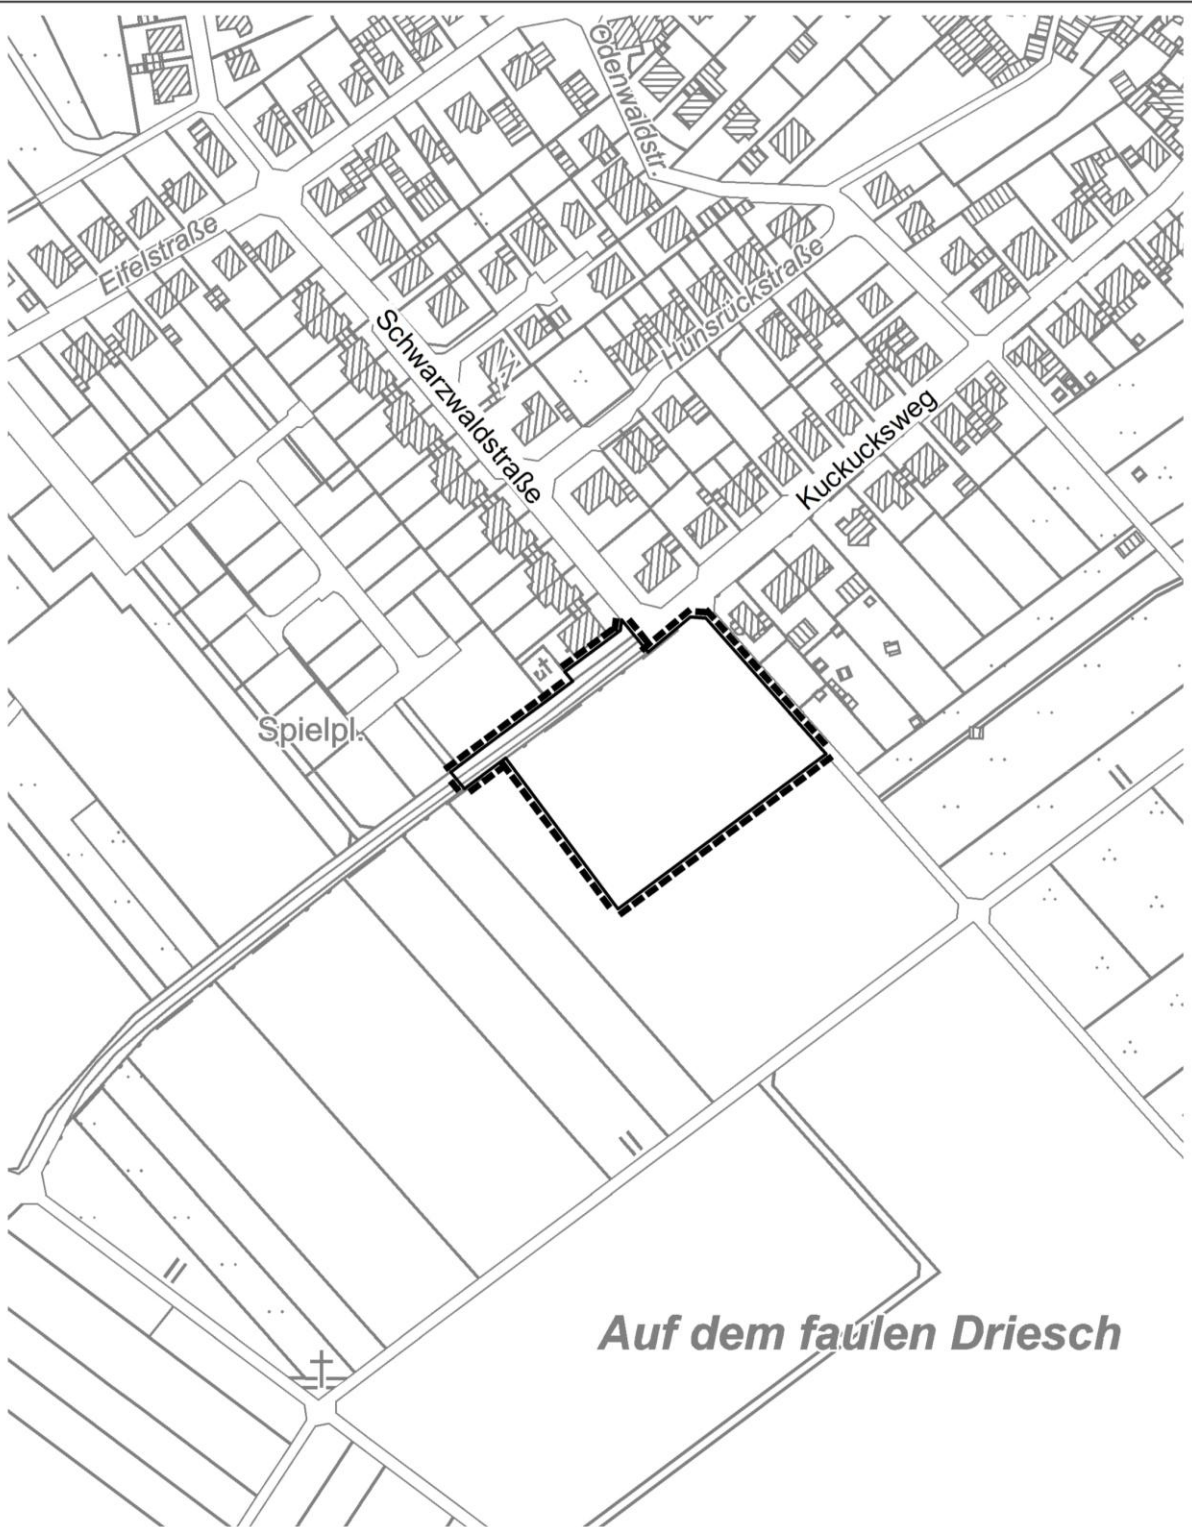 Odenwaldstr.
Eifelstraße
Hunsrückstraße
Schwarzwaldstraße
Kuckucksweg
Spielpl.
Auf dem faulen Driesch